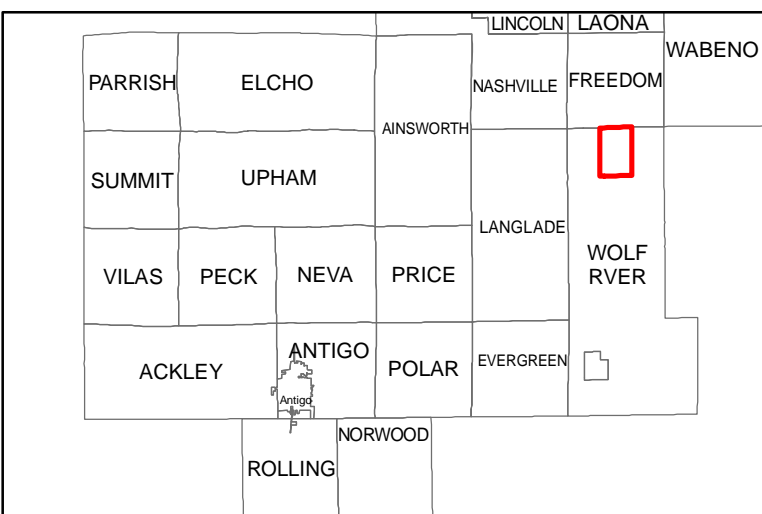 LINCOLN
LAONA
WABENO
PARRISH
ELCHO
NASHVILLE
FREEDOM
AINSWORTH
SUMMIT
UPHAM
LANGLADE
WOLF
RVER
VILAS
PECK
NEVA
PRICE
ANTIGO
ACKLEY
POLAR
EVERGREEN
Antigo
NORWOOD
ROLLING